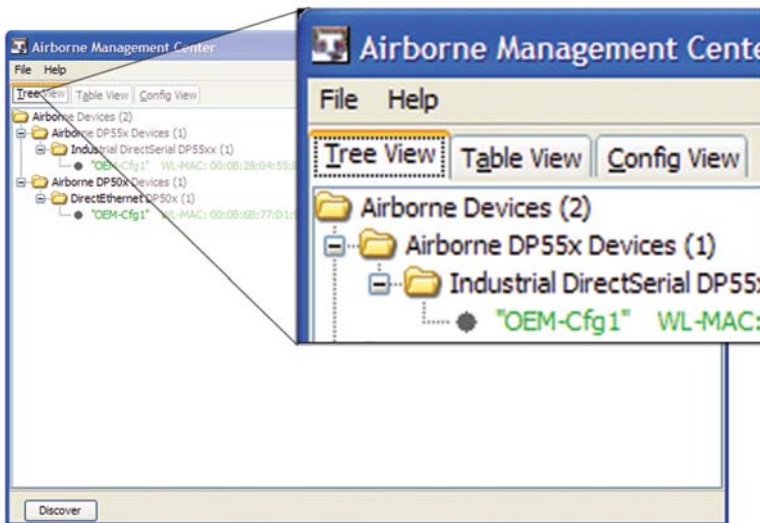 Airborne Management Center
File Help
Tree View Table View Config View
Airborne Devices (2)
Airborne DP55x Devices (1)
Industrial DirectSerial DP55xx (1)
"OEM-Cfg1" WL-MAC: 00:0B:28:04:55:
Airborne DP50x Devices (1)
DirectEthernet DP50x (1)
"OEM-Cfg1" WL-MAC: 00:0B:6B:77:D1:
Discover
Airborne Management Cente
File Help
Tree View Table View Config View
Airborne Devices (2)
Airborne DP55x Devices (1)
Industrial DirectSerial DP55x
"OEM-Cfg1" WL-MAC: